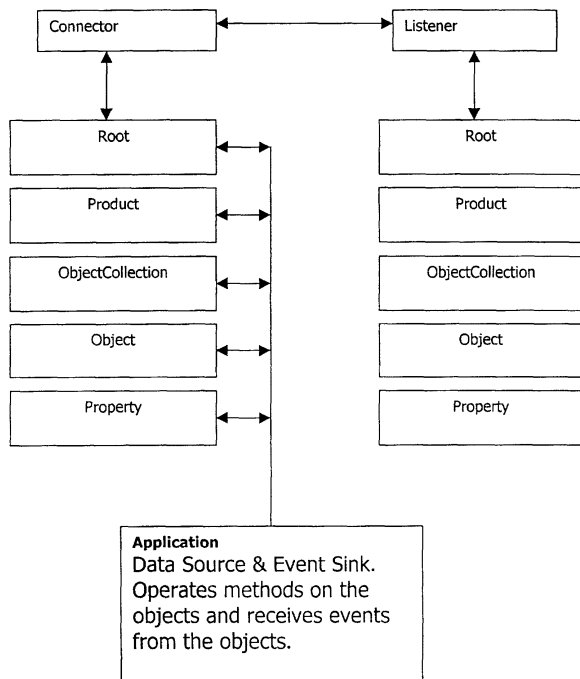 Connector
Listener
Root
Root
Product
Product
ObjectCollection
ObjectCollection
Object
Object
Property
Property
Application
Data Source & Event Sink.
Operates methods on the
objects and receives events
from the objects.